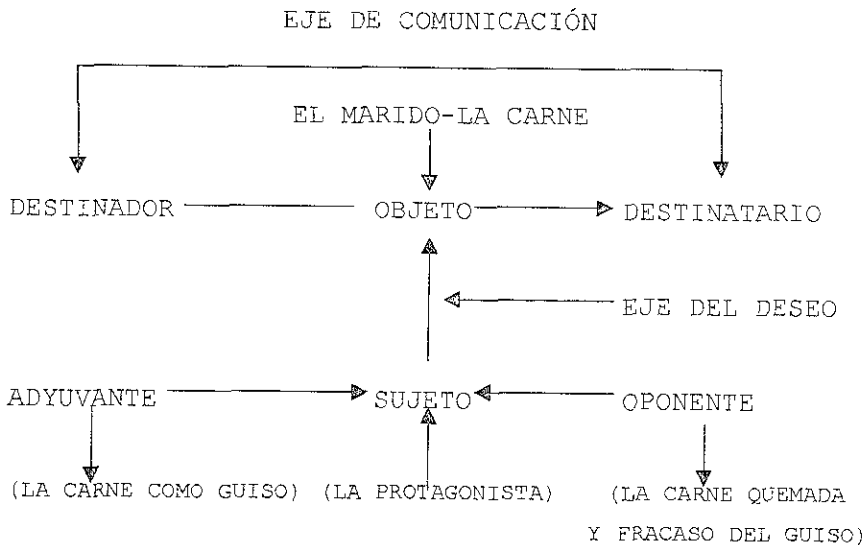 EJE DE COMUNICACIÓN
EL MARIDO-LA CARNE
DESTINADOR OBJETO DESTINATARIO
EJE DEL DESEO
ADYUVANTE SUJETO OPONENTE
(LA CARNE COMO GUISO) (LA PROTAGONISTA) (LA CARNE QUEMADA
Y FRACASO DEL GUISO)